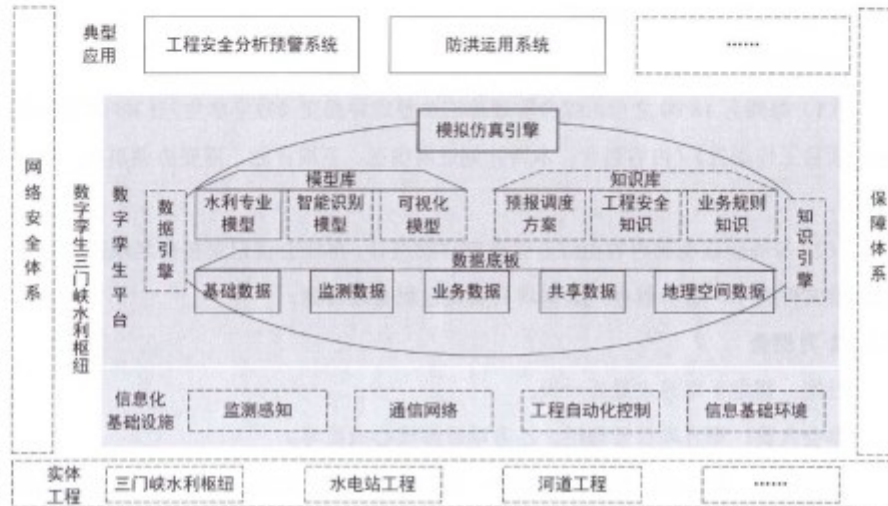 典型应用
工程安全分析预警系统
防洪运用系统
……
网络安全体系
保障体系
数字孪生三门峡水利枢纽
数字孪生平台
模拟仿真引擎
数据引擎
知识引擎
模型库
水利专业模型
智能识别模型
可视化模型
知识库
预报调度方案
工程安全知识
业务规则知识
数据底板
基础数据
监测数据
业务数据
共享数据
地理空间数据
信息化基础设施
监测感知
通信网络
工程自动化控制
信息基础环境
实体工程
三门峡水利枢纽
水电站工程
河道工程
……